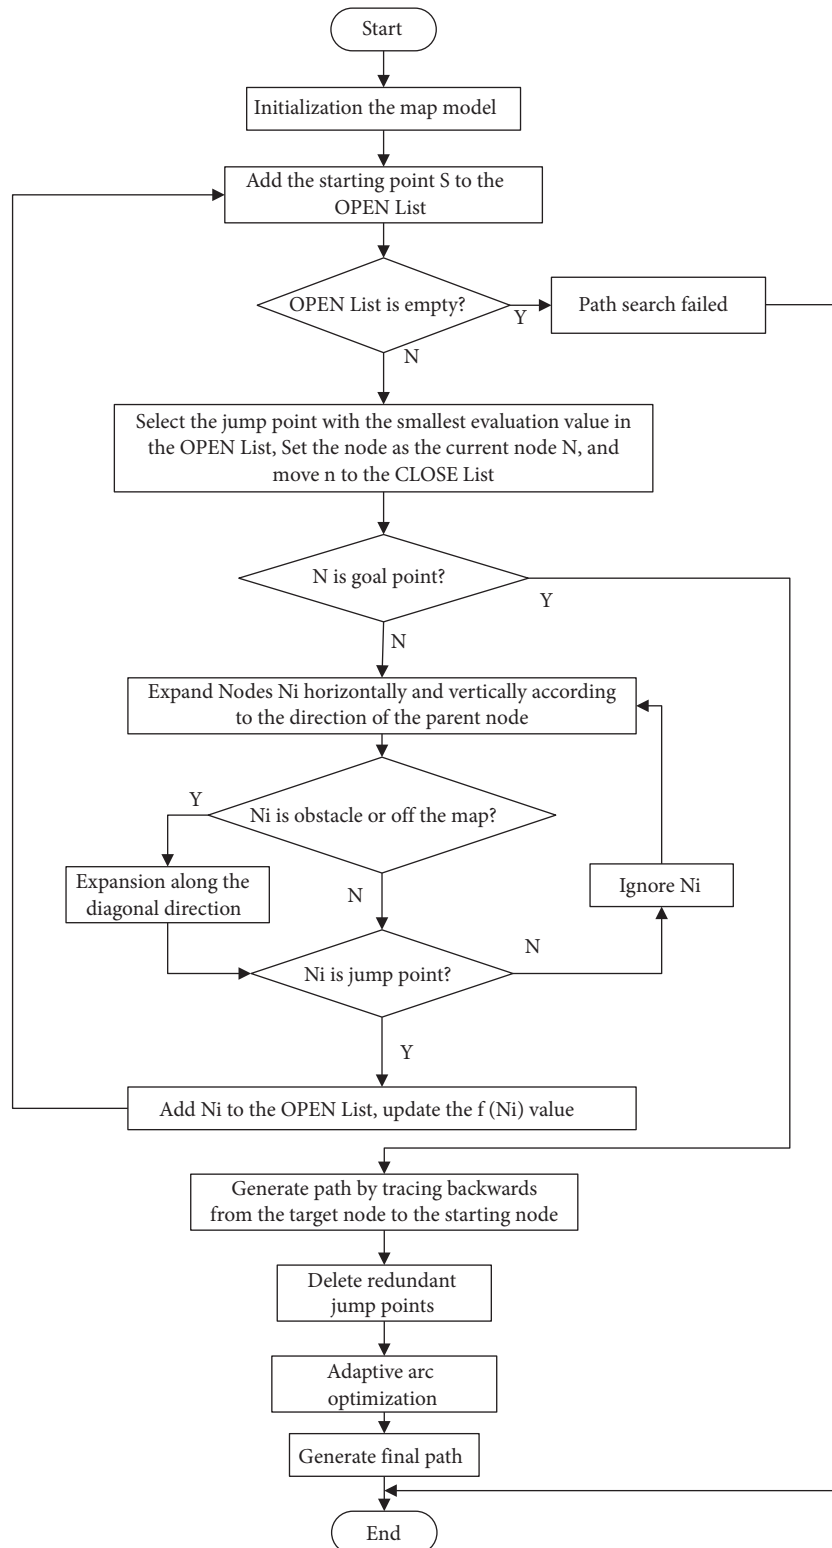 Start
Initialization the map model
Add the starting point S to the
OPEN List
OPEN List is empty?
Y
Path search failed
N
Select the jump point with the smallest evaluation value in
the OPEN List, Set the node as the current node N, and
move n to the CLOSE List
N is goal point?
Y
N
Expand Nodes Ni horizontally and vertically according
to the direction of the parent node
Y
Ni is obstacle or off the map?
Expansion along the
diagonal direction
N
Ignore Ni
Ni is jump point?
N
Y
Add Ni to the OPEN List, update the f (Ni) value
Generate path by tracing backwards
from the target node to the starting node
Delete redundant
jump points
Adaptive arc
optimization
Generate final path
End